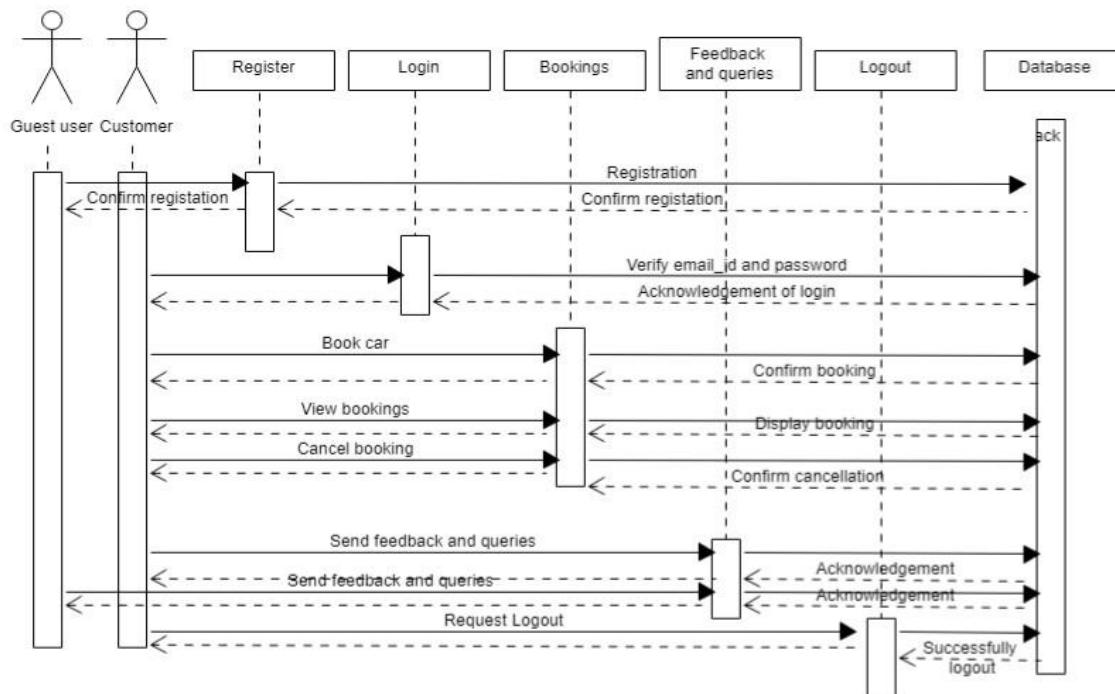 Register
Login
Bookings
Feedback
and queries
Logout
Database
Guest user
Customer
ack
Registration
Confirm registation
Confirm registation
Verify email_id and password
Acknowledgement of login
Book car
Confirm booking
View bookings
Display booking
Cancel booking
Confirm cancellation
Send feedback and queries
Acknowledgement
Send feedback and queries
Acknowledgement
Request Logout
Successfully
logout